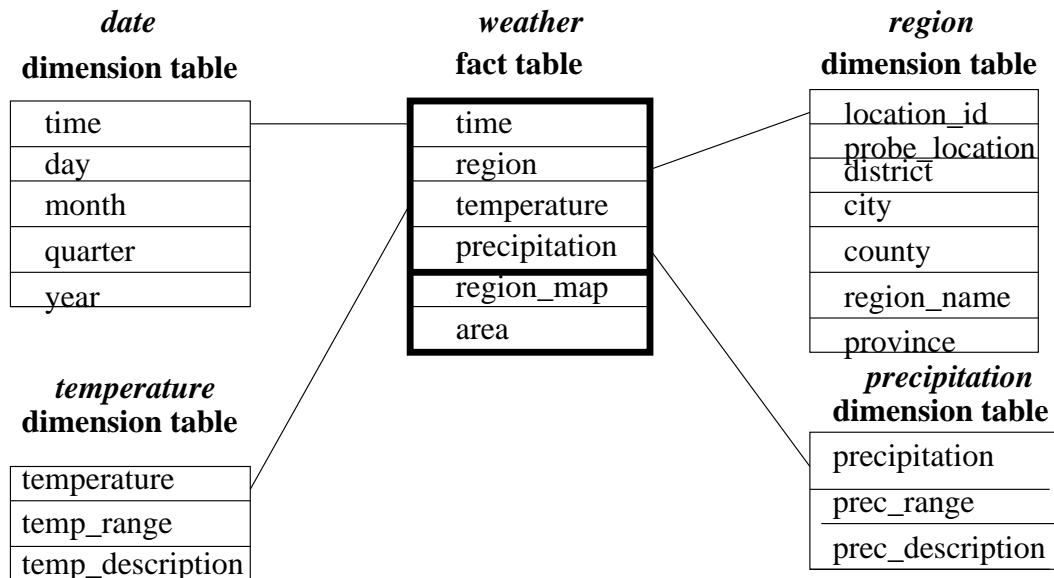 date
dimension table
time
day
month
quarter
year
weather
fact table
time
region
temperature
precipitation
region_map
area
region
dimension table
location_id
probe_location
district
city
county
region_name
province
temperature
dimension table
temperature
temp_range
temp_description
precipitation
dimension table
precipitation
prec_range
prec_description